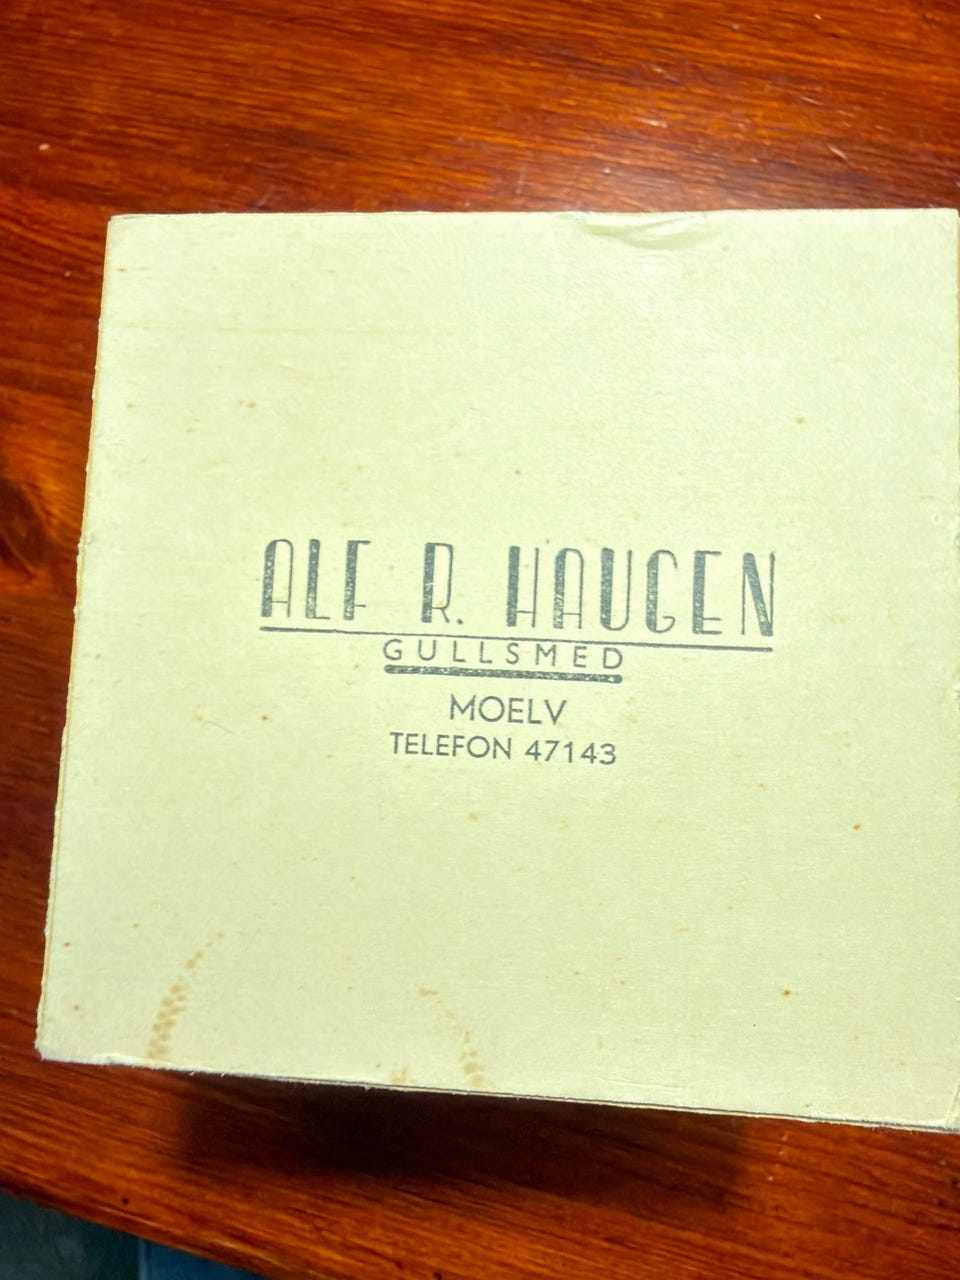 ALF R. HAUGEN
GULLSMED
MOELV
TELEFON 47143